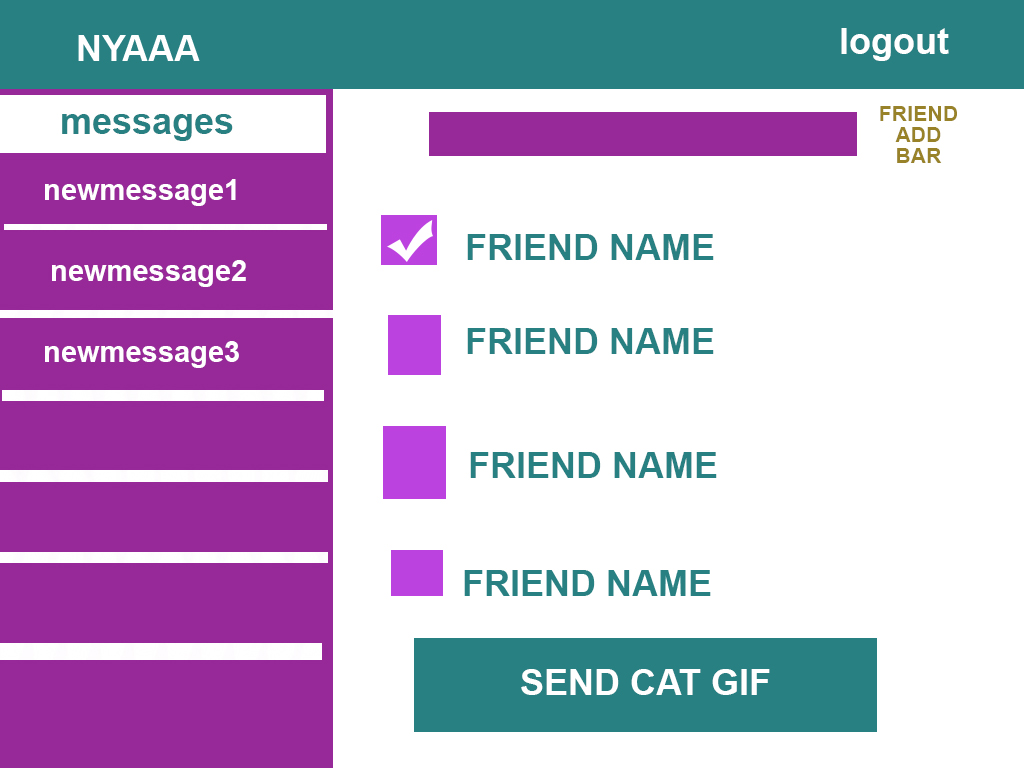 NYAAA
logout
messages
newmessage1
newmessage2
newmessage3
FRIEND
ADD
BAR
FRIEND NAME
FRIEND NAME
FRIEND NAME
FRIEND NAME
SEND CAT GIF